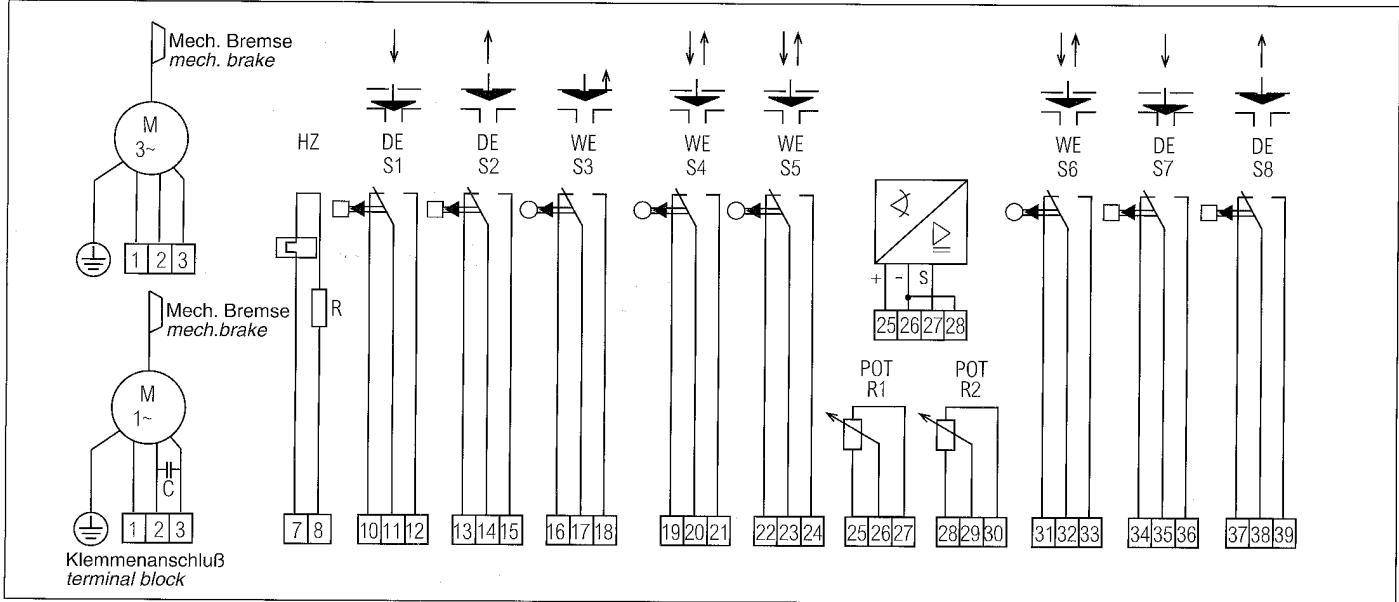 Mech. Bremse
mech. brake
M
3~
1 2 3
Mech. Bremse
mech.brake
M
1~
C
1 2 3
Klemmenanschluß
terminal block
HZ
R
7 8
DE
S1
10 11 12
DE
S2
13 14 15
WE
S3
16 17 18
WE
S4
19 20 21
WE
S5
22 23 24
+ - S
25 26 27 28
POT
R1
25 26 27
POT
R2
28 29 30
WE
S6
31 32 33
DE
S7
34 35 36
DE
S8
37 38 39